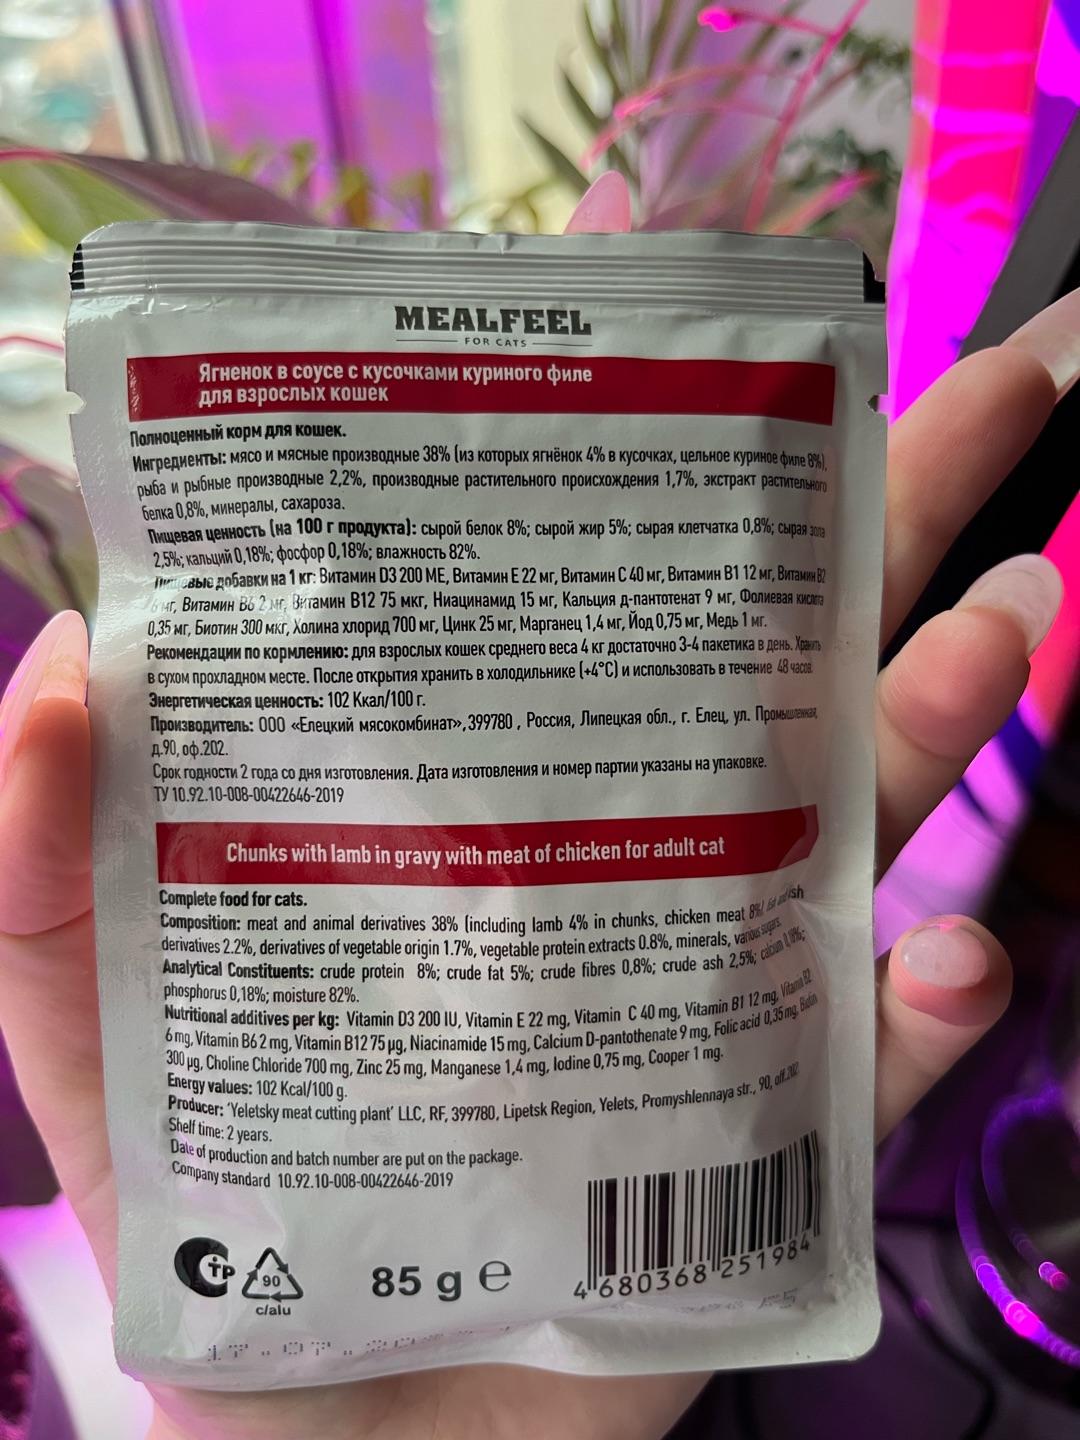 MEALFEEL
FOR CATS
Ягненок в соусе с кусочками куриного филе
для взрослых кошек
Полноценный корм для кошек.
Ингредиенты: мясо и мясные производные 38% (из которых ягнёнок 4% в кусочках, цельное куриное филе 8%),
рыба и рыбные производные 2,2%, производные растительного происхождения 1,7%, экстракт растительного
белка 0,8%, минералы, сахароза.
Пищевая ценность (на 100 г продукта): сырой белок 8%; сырой жир 5%; сырая клетчатка 0,8%; сырая зола
2,5%; кальций 0,18%; фосфор 0,18%; влажность 82%.
Пищевые добавки на 1 кг: Витамин D3 200 МЕ, Витамин Е 22 мг, Витамин С 40 мг, Витамин В1 12 мг, Витамин В2
6 мг, Витамин В6 2 мг, Витамин В12 75 мкг, Ниацинамид 15 мг, Кальция д-пантотенат 9 мг, Фолиевая кислота
0,35 мг, Биотин 300 мкг, Холина хлорид 700 мг, Цинк 25 мг, Марганец 1,4 мг, Йод 0,75 мг, Медь 1 мг.
Рекомендации по кормлению: для взрослых кошек среднего веса 4 кг достаточно 3-4 пакетика в день. Хранить
в сухом прохладном месте. После открытия хранить в холодильнике (+4°С) и использовать в течение 48 часов.
Энергетическая ценность: 102 Ккал/100 г.
Производитель: ООО «Елецкий мясокомбинат», 399780 , Россия, Липецкая обл., г. Елец, ул. Промышленная,
д.90, оф.202.
Срок годности 2 года со дня изготовления. Дата изготовления и номер партии указаны на упаковке.
ТУ 10.92.10-008-00422646-2019
Chunks with lamb in gravy with meat of chicken for adult cat
Complete food for cats.
Composition: meat and animal derivatives 38% (including lamb 4% in chunks, chicken meat 8%) fish and fish
derivatives 2.2%, derivatives of vegetable origin 1.7%, vegetable protein extracts 0.8%, minerals, various sugars.
Analytical Constituents: crude protein 8%; crude fat 5%; crude fibres 0,8%; crude ash 2,5%; calcium 0,18%;
phosphorus 0,18%; moisture 82%.
Nutritional additives per kg: Vitamin D3 200 IU, Vitamin E 22 mg, Vitamin C 40 mg, Vitamin B1 12 mg, Vitamin B2
6 mg, Vitamin B6 2 mg, Vitamin B12 75 µg, Niacinamide 15 mg, Calcium D-pantothenate 9 mg, Folic acid 0,35 mg, Biotin
300 µg, Choline Chloride 700 mg, Zinc 25 mg, Manganese 1,4 mg, Iodine 0,75 mg, Cooper 1 mg.
Energy values: 102 Kcal/100 g.
Producer: 'Yeletsky meat cutting plant' LLC, RF, 399780, Lipetsk Region, Yelets, Promyshlennaya str., 90, off.202
Shelf time: 2 years.
Date of production and batch number are put on the package.
Company standard 10.92.10-008-00422646-2019
TP
90
c/alu
85 g e
4 680368 251984